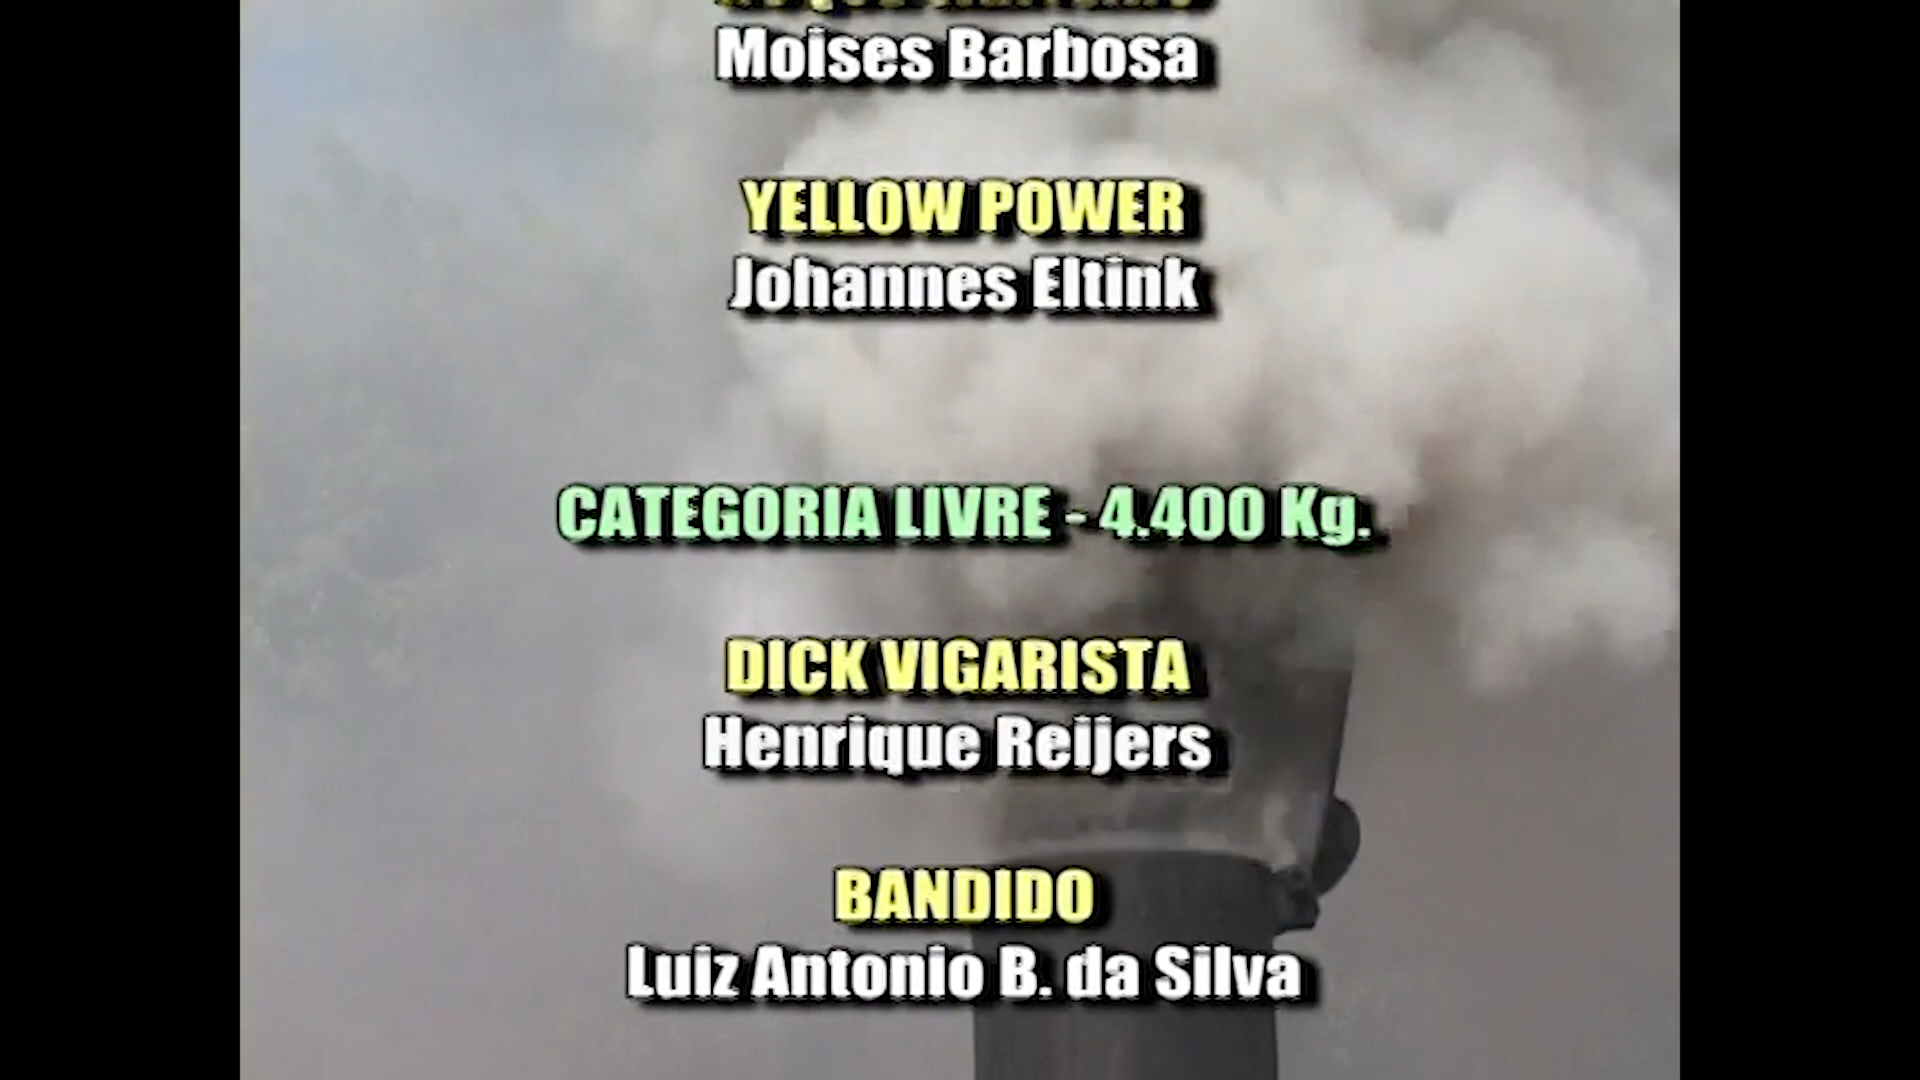 Moises Barbosa
YELLOW POWER
Johannes Eltink
CATEGORIA LIVRE - 4.400 Kg.
DICK VIGARISTA
Henrique Reijers
BANDIDO
Luiz Antonio B. da Silva